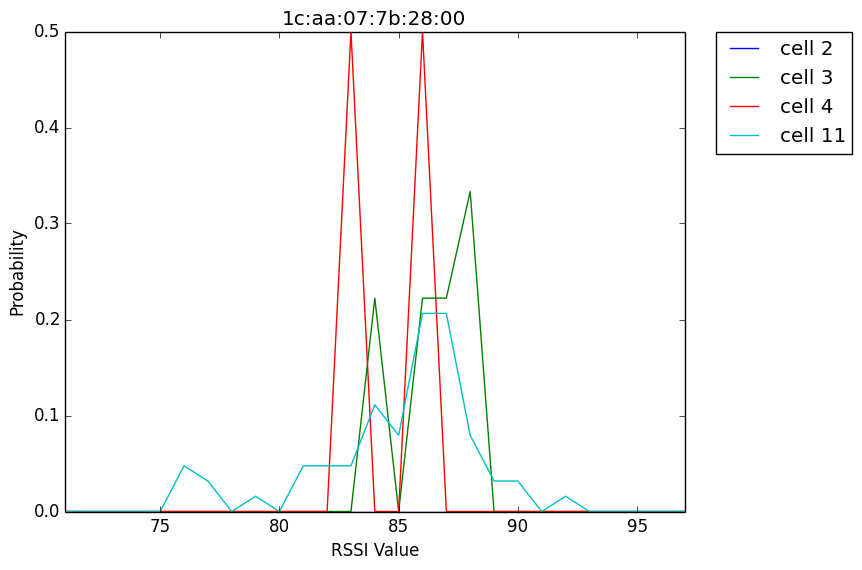 1c:aa:07:7b:28:00
cell 2
cell 3
cell 4
cell 11
0.5
0.4
0.3
0.2
0.1
0.0
Probability
75 80 85 90 95
RSSI Value